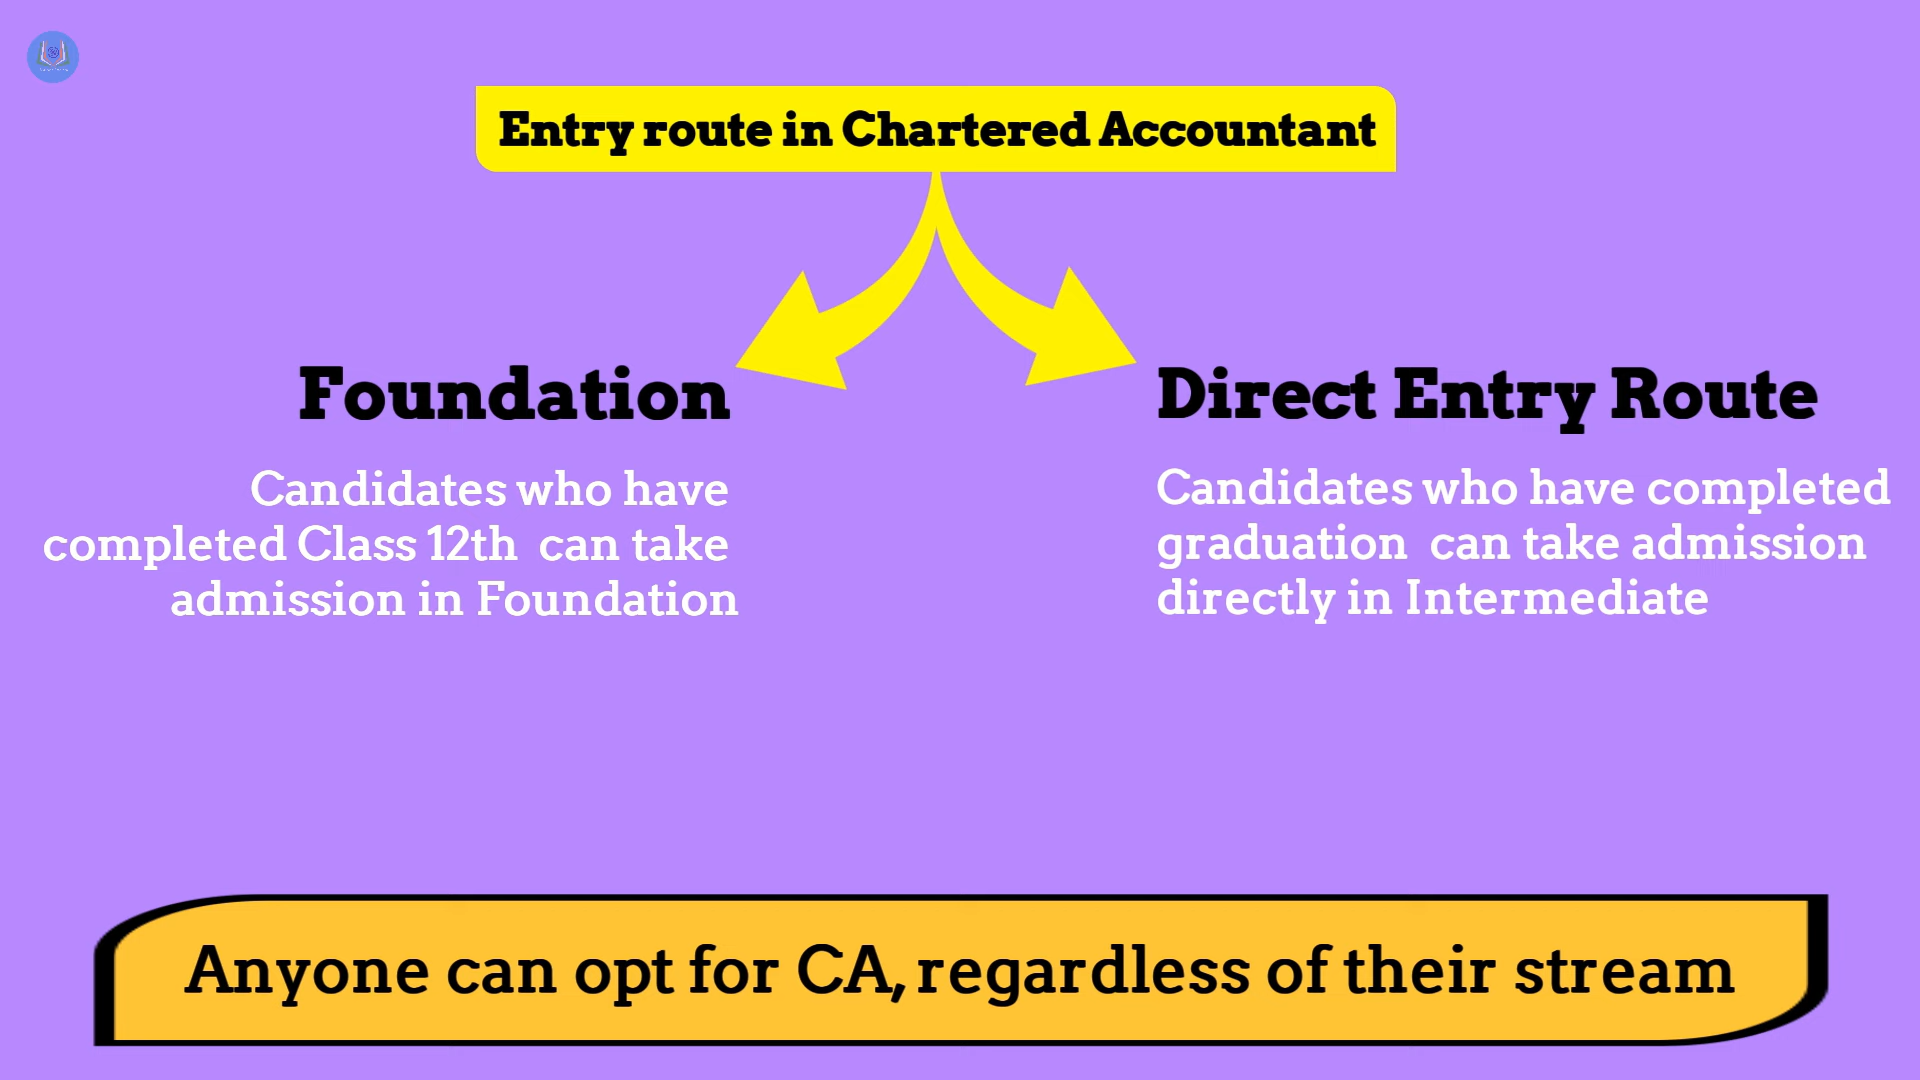 Entry route in Chartered Accountant
Foundation
Candidates who have
completed Class 12th can take
admission in Foundation
Direct Entry Route
Candidates who have completed
graduation can take admission
directly in Intermediate
Anyone can opt for CA, regardless of their stream